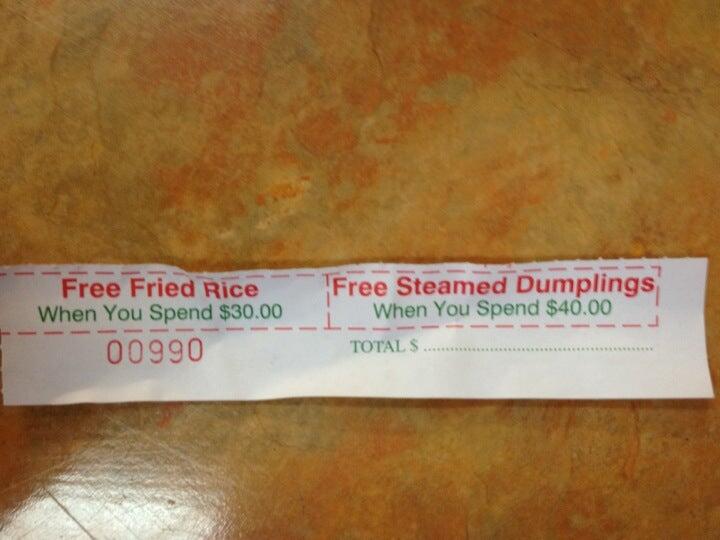 Free Fried Rice
When You Spend $30.00
Free Steamed Dumplings
When You Spend $40.00
00990
TOTAL $ ................................................